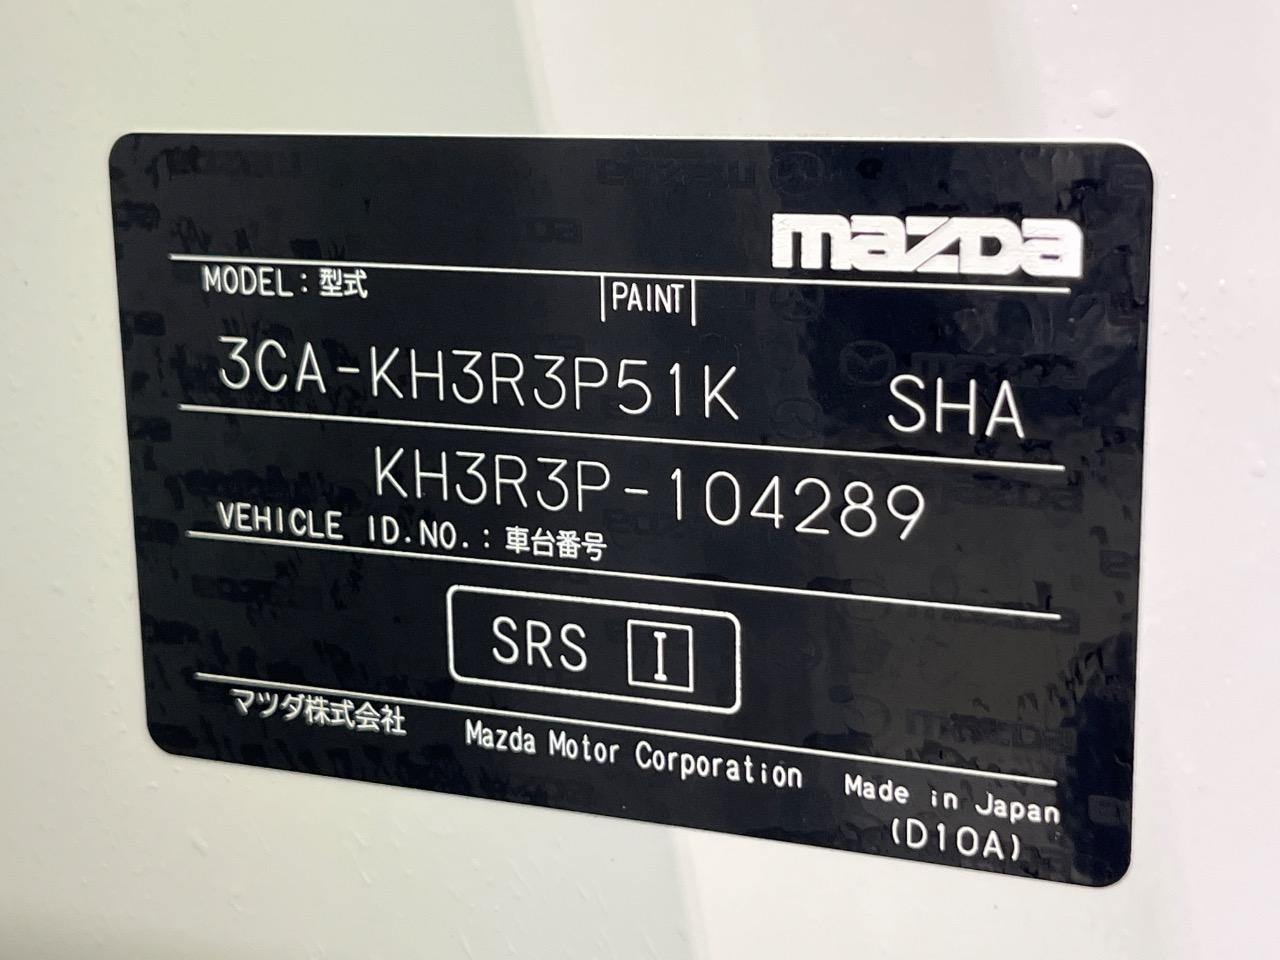 mazda
MODEL:型式 PAINT
3CA-KH3R3P51K SHA
KH3R3P-104289
VEHICLE ID.NO.:車台番号
SRS I
マツダ株式会社 Mazda Motor Corporation Made in Japan
(D10A)